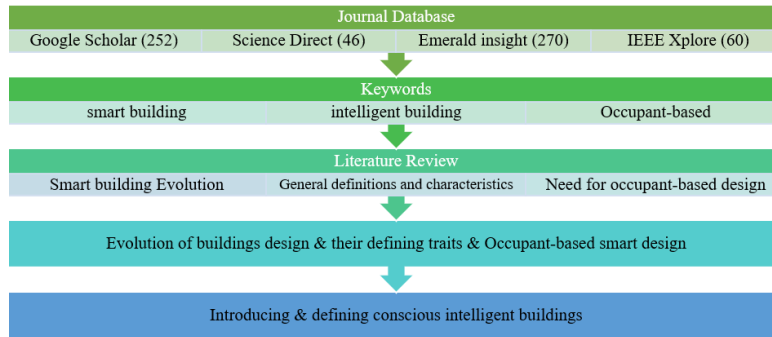 Journal Database
Google Scholar (252) Science Direct (46) Emerald insight (270) IEEE Xplore (60)
Keywords
smart building intelligent building Occupant-based
Literature Review
Smart building Evolution General definitions and characteristics Need for occupant-based design
Evolution of buildings design & their defining traits & Occupant-based smart design
Introducing & defining conscious intelligent buildings